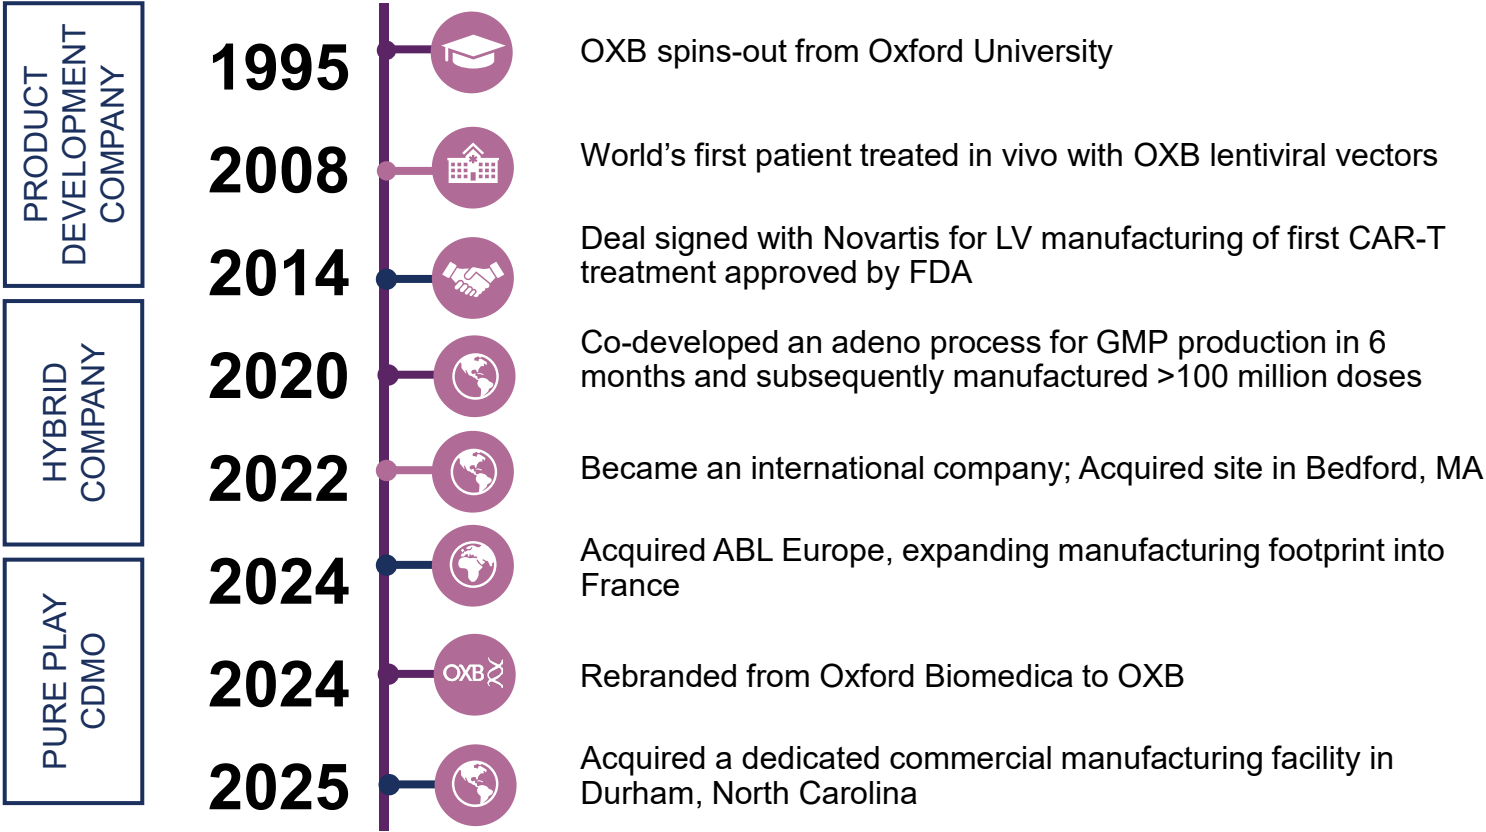 PRODUCT
DEVELOPMENT
COMPANY
1995
OXB spins-out from Oxford University
2008
World’s first patient treated in vivo with OXB lentiviral vectors
2014
Deal signed with Novartis for LV manufacturing of first CAR-T
treatment approved by FDA
HYBRID
COMPANY
2020
Co-developed an adeno process for GMP production in 6
months and subsequently manufactured >100 million doses
2022
Became an international company; Acquired site in Bedford, MA
PURE PLAY
CDMO
2024
Acquired ABL Europe, expanding manufacturing footprint into
France
2024
OXB
Rebranded from Oxford Biomedica to OXB
2025
Acquired a dedicated commercial manufacturing facility in
Durham, North Carolina